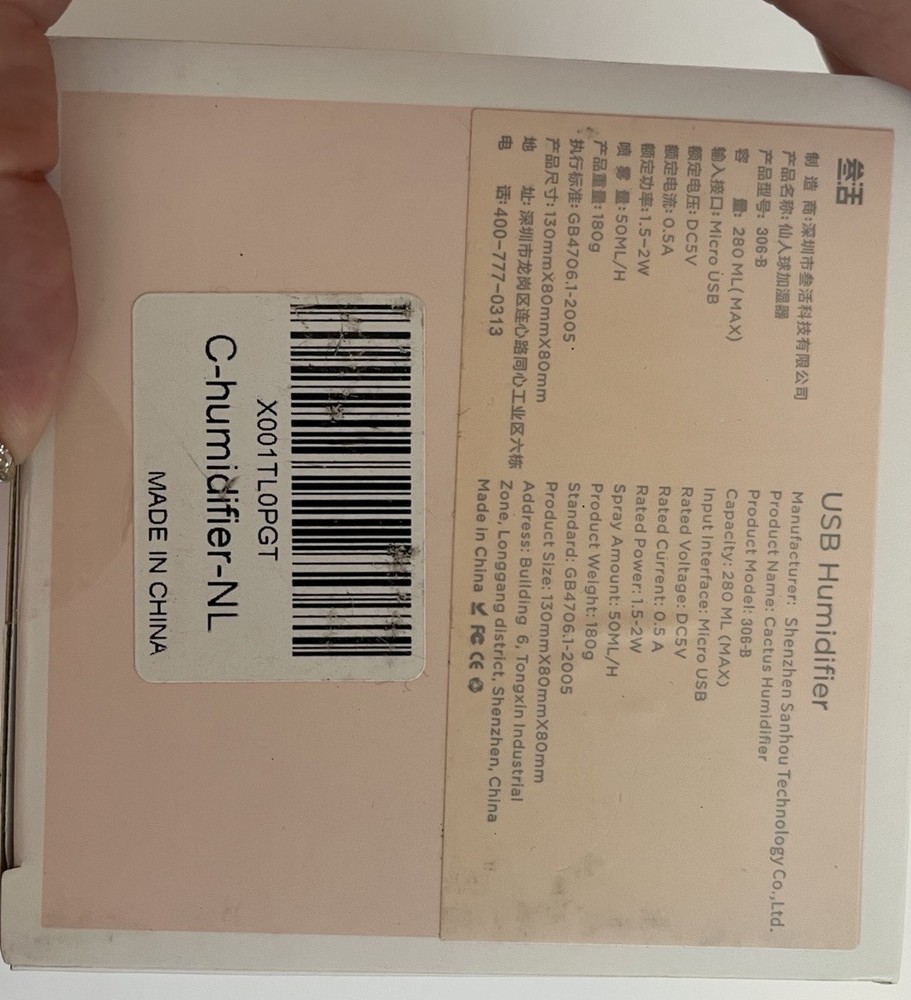 叁活
制 造 商:深圳市叁活科技有限公司
产品名称:仙人球加湿器
产品型号: 306-B
容 量: 280 ML(MAX)
输入接口:Micro USB
额定电压: DC5V
额定电流: 0.5A
额定功率:1.5-2W
喷 雾 量: 50ML/H
产品重量:180g
执行标准: GB4706.1-2005
产品尺寸: 130mmX80mmX80mm
地 址: 深圳市龙岗区连心路同心工业区六栋
电 话: 400-777-0313
USB Humidifier
Manufacturer: Shenzhen Sanhou Technology Co.,Ltd.
Product Name: Cactus Humidifier
Product Model: 306-B
Capacity: 280 ML (MAX)
Input Interface: Micro USB
Rated Voltage: DC5V
Rated Current: 0.5 A
Rated Power: 1.5-2W
Spray Amount: 50ML/H
Product Weight: 180g
Standard: GB4706.1-2005
Product Size: 130mmX80mmX80mm
Address: Building 6, Tongxin Industrial
Zone, Longgang district, Shenzhen, China
Made in China FC CE
X001TL0PGT
C-humidifier-NL
MADE IN CHINA